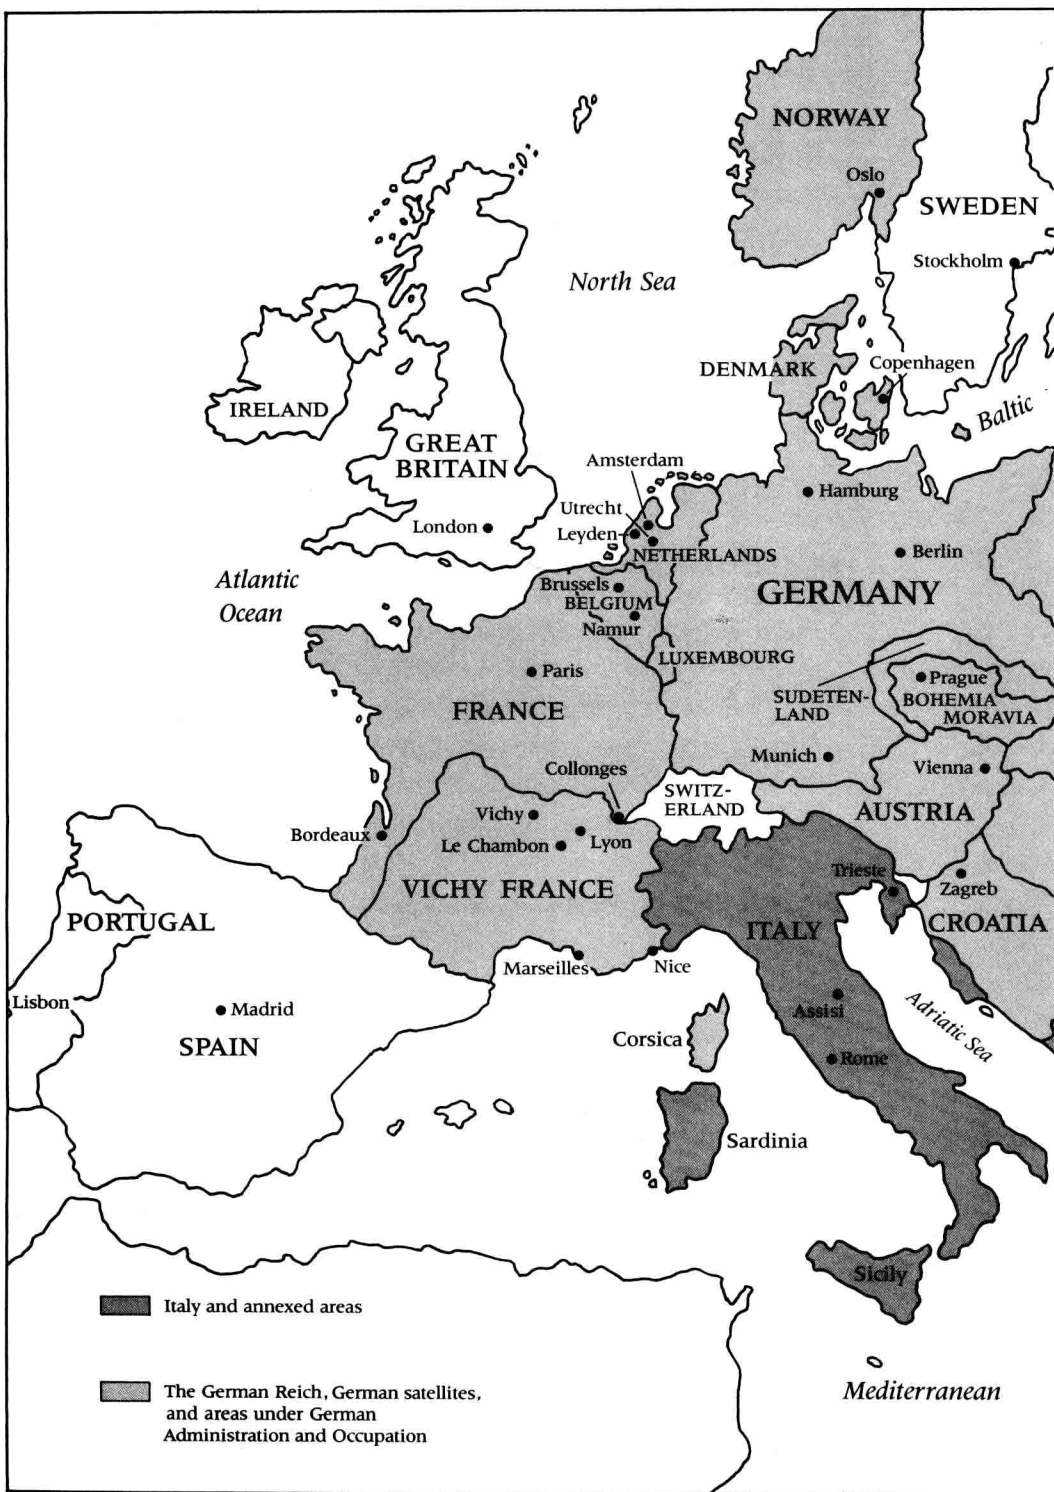 NORWAY
Oslo
SWEDEN
Stockholm
North Sea
DENMARK
Copenhagen
IRELAND
GREAT
BRITAIN
Baltic
Amsterdam
Hamburg
Utrecht
London
Leyden
NETHERLANDS
Berlin
Atlantic
Ocean
Brussels
BELGIUM
Namur
GERMANY
LUXEMBOURG
Paris
SUDETEN-
LAND
Prague
BOHEMIA
MORAVIA
FRANCE
Munich
Vienna
Collonges
SWITZ-
ERLAND
Vichy
AUSTRIA
Bordeaux
Le Chambon
Lyon
VICHY FRANCE
Trieste
Zagreb
PORTUGAL
ITALY
CROATIA
Marseilles
Nice
Lisbon
Madrid
SPAIN
Assisi
Adriatic Sea
Corsica
Rome
Sardinia
Sicily
Italy and annexed areas
The German Reich, German satellites,
and areas under German
Administration and Occupation
Mediterranean